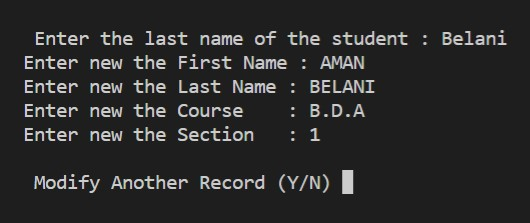 Enter the last name of the student : Belani
Enter new the First Name : AMAN
Enter new the Last Name : BELANI
Enter new the Course    : B.D.A
Enter new the Section   : 1
Modify Another Record (Y/N)